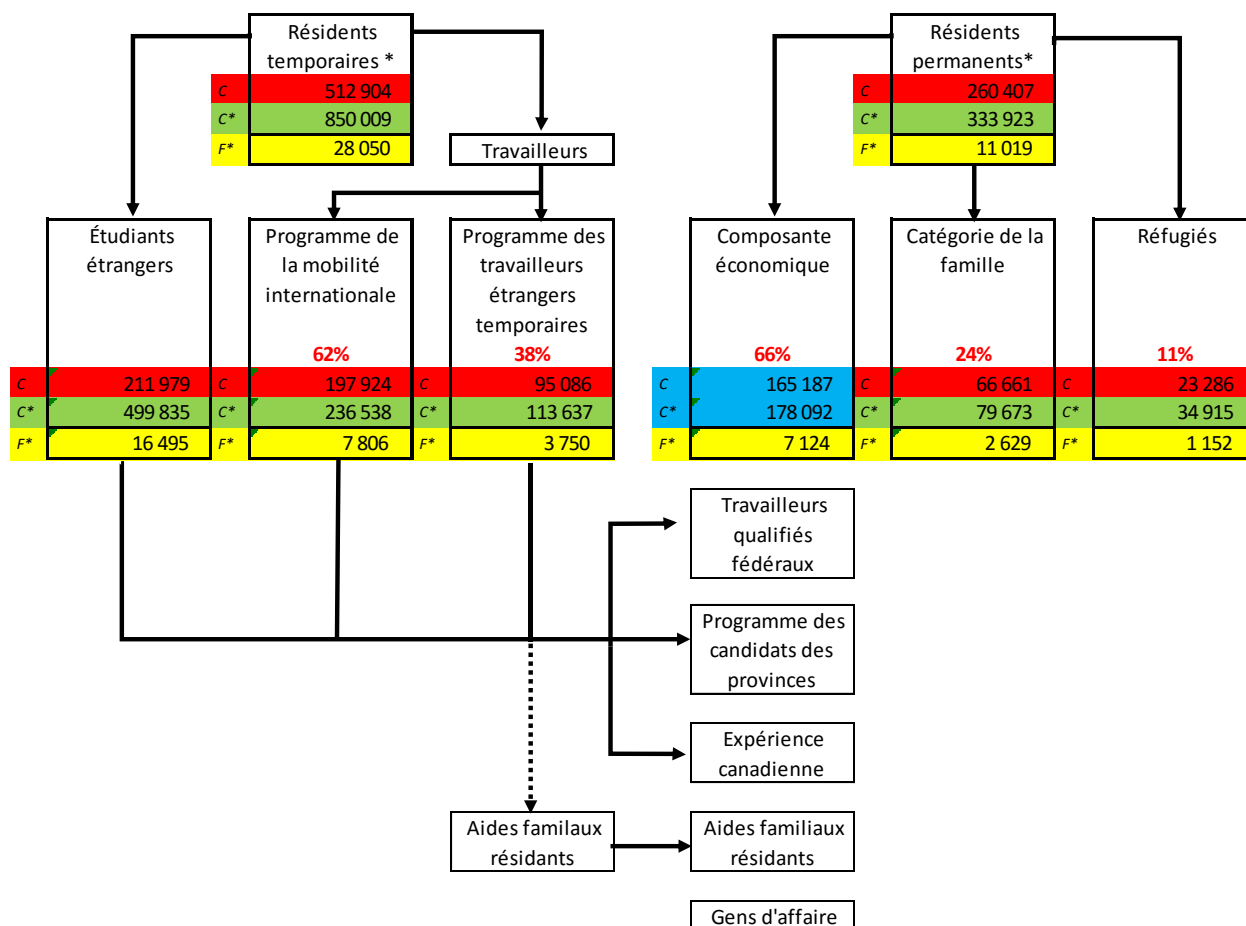 Résidents
temporaires *
C 512 904
C* 850 009
F* 28 050
Travailleurs
Résidents
permanents*
C 260 407
C* 333 923
F* 11 019
Étudiants
étrangers
C 211 979
C* 499 835
F* 16 495
Programme de
la mobilité
internationale
62%
C 197 924
C* 236 538
F* 7 806
Programme des
travailleurs
étrangers
temporaires
38%
C 95 086
C* 113 637
F* 3 750
Composante
économique
66%
C 165 187
C* 178 092
F* 7 124
Catégorie de la
famille
24%
C 66 661
C* 79 673
F* 2 629
Réfugiés
11%
C 23 286
C* 34 915
F* 1 152
Travailleurs
qualifiés
fédéraux
Programme des
candidats des
provinces
Expérience
canadienne
Aides familaux
résidants
Aides familiaux
résidants
Gens d'affaire